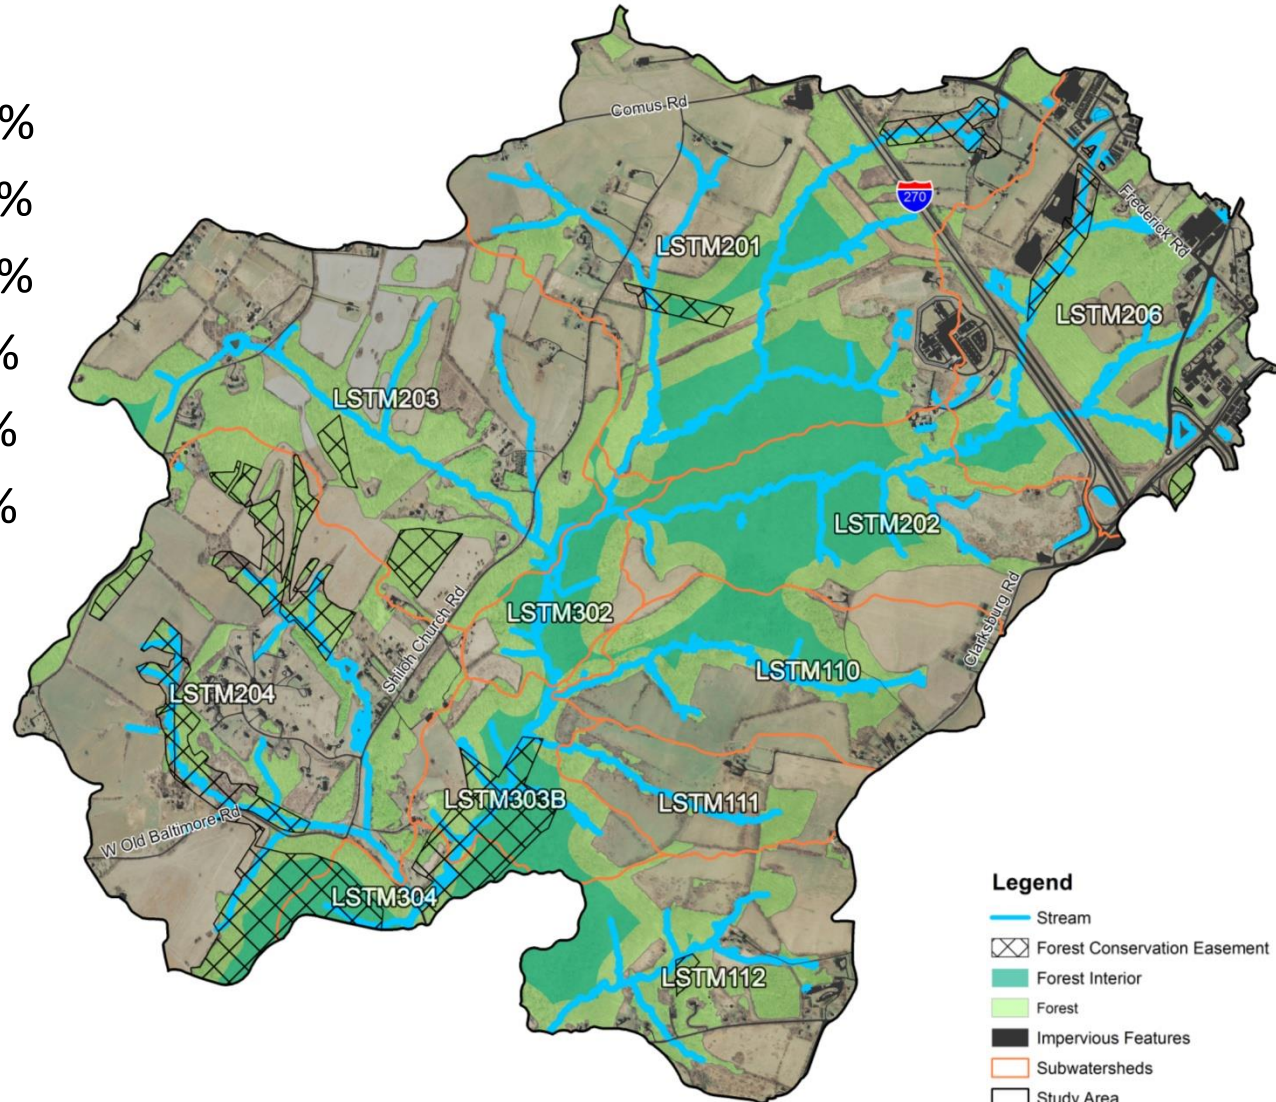 %
%
%
%
%
%
Comus Rd
270
Frederick Rd
LSTM201
LSTM206
LSTM203
LSTM202
Clarksburg Rd
LSTM302
Shiloh Church Rd
LSTM110
LSTM204
LSTM303B
LSTM111
W Old Baltimore Rd
LSTM304
LSTM112
Legend
Stream
Forest Conservation Easement
Forest Interior
Forest
Impervious Features
Subwatersheds
Study Area